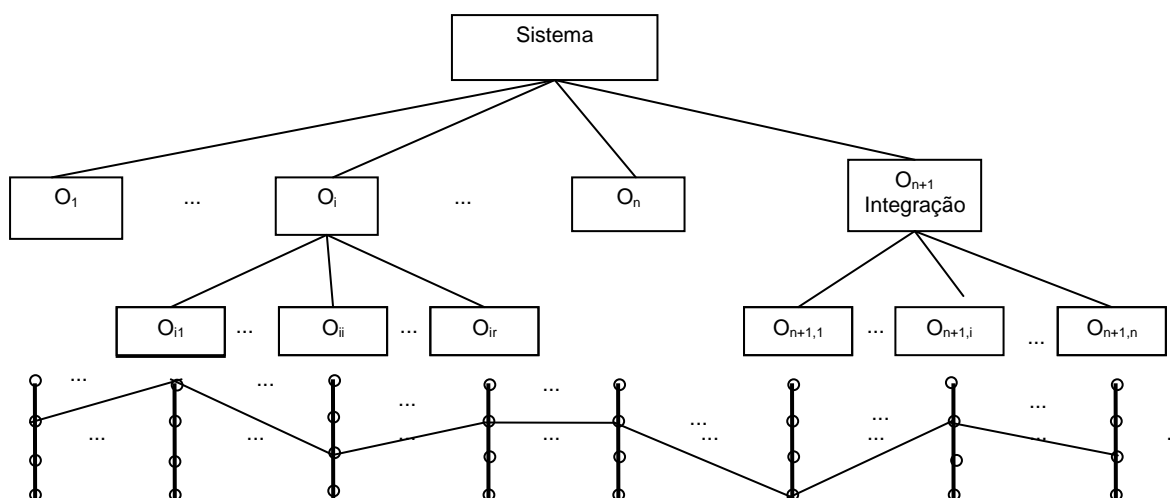 Sistema
O₁ ... Oᵢ ... Oₙ Oₙ₊₁
Integração
Oᵢ₁ ... Oᵢᵢ ... Oᵢᵣ Oₙ₊₁,₁ ... Oₙ₊₁,ᵢ ... Oₙ₊₁,ₙ
... ... ... ... ... ...
... ... ... ... ... ... ...